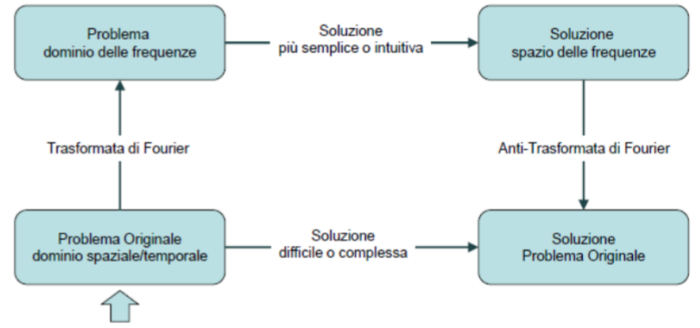 Problema
dominio delle frequenze
Soluzione
più semplice o intuitiva
Soluzione
spazio delle frequenze
Trasformata di Fourier
Anti-Trasformata di Fourier
Problema Originale
dominio spaziale/temporale
Soluzione
difficile o complessa
Soluzione
Problema Originale